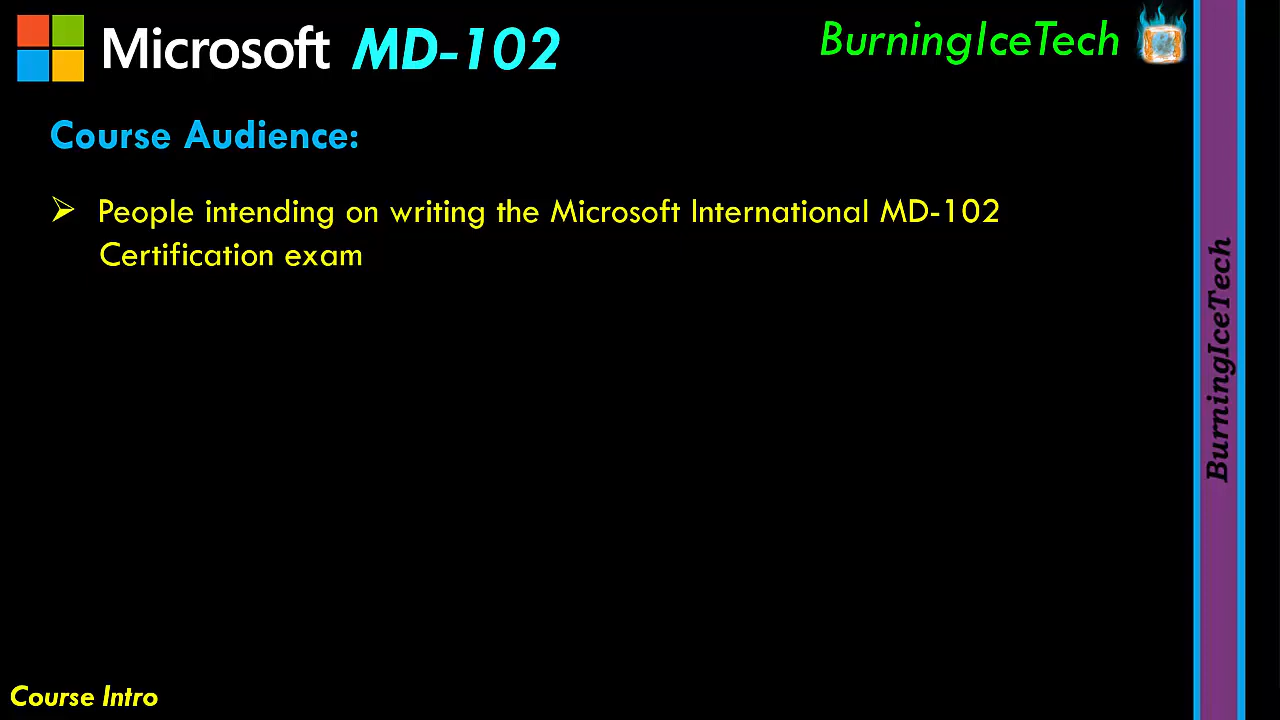 Microsoft MD-102
BurningIceTech
Course Audience:
➢ People intending on writing the Microsoft International MD-102
Certification exam
BurningIceTech
Course Intro